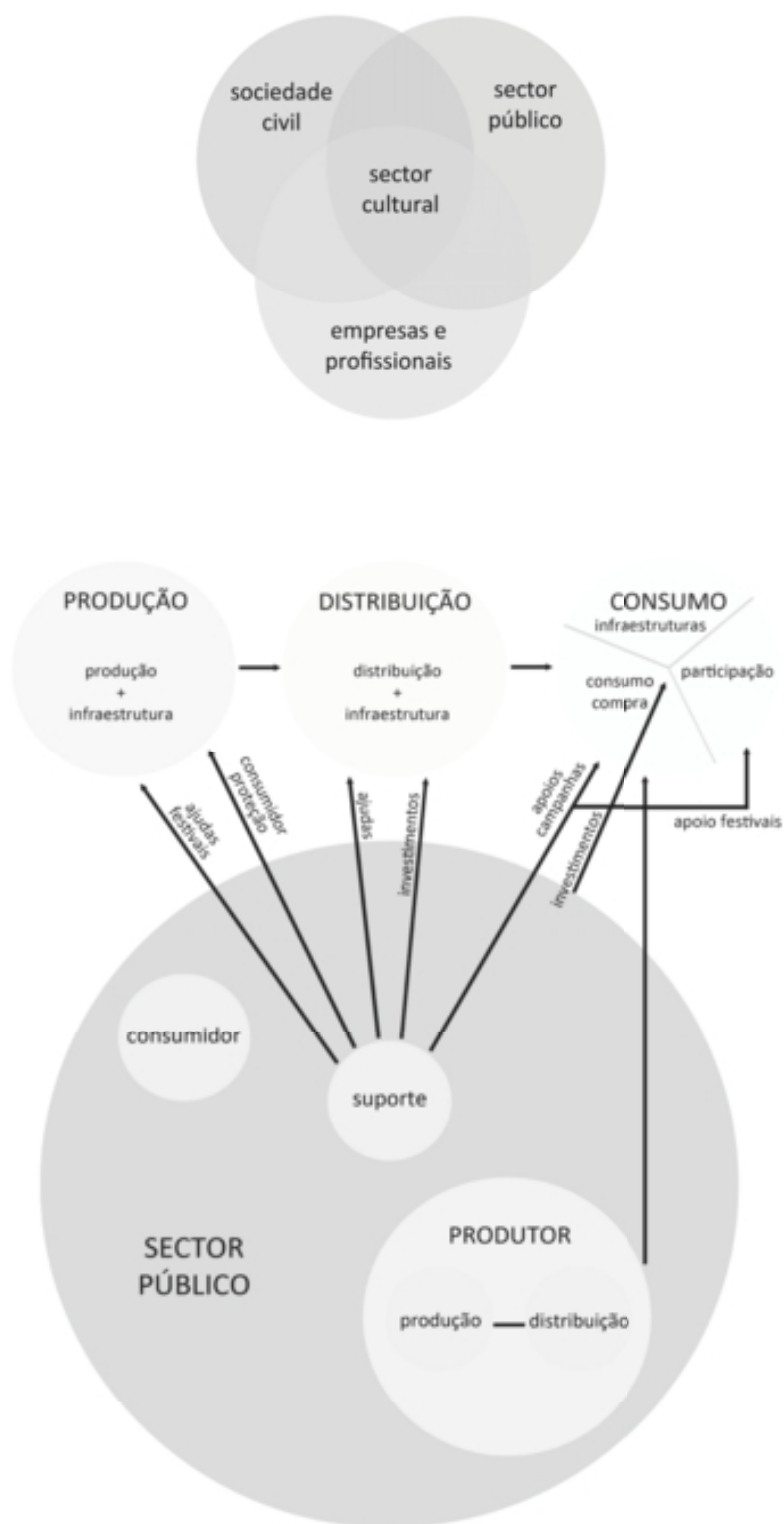 sociedade
civil
sector
público
sector
cultural
empresas e
profissionais
PRODUÇÃO
produção
+
infraestrutura
DISTRIBUIÇÃO
distribuição
+
infraestrutura
CONSUMO
infraestruturas
participação
consumo
compra
ajudas
festivais
consumidor
proteção
ajudas
investimentos
apoios
campanhas
investimentos
apoio festivais
consumidor
suporte
SECTOR
PÚBLICO
PRODUTOR
produção
distribuição